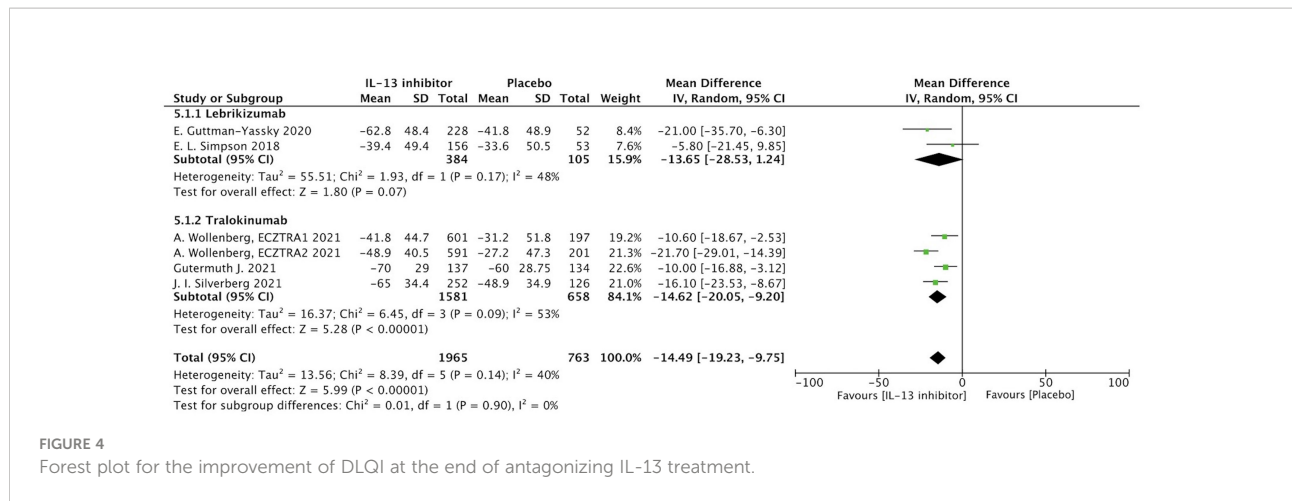 IL-13 inhibitor Placebo Mean Difference Mean Difference
Study or Subgroup Mean SD Total Mean SD Total Weight IV, Random, 95% CI IV, Random, 95% CI
5.1.1 Lebrikizumab
E. Guttman-Yassky 2020 -62.8 48.4 228 -41.8 48.9 52 8.4% -21.00 [-35.70, -6.30]
E. L. Simpson 2018 -39.4 49.4 156 -33.6 50.5 53 7.6% -5.80 [-21.45, 9.85]
Subtotal (95% CI) 384 105 15.9% -13.65 [-28.53, 1.24]
Heterogeneity: Tau² = 55.51; Chi² = 1.93, df = 1 (P = 0.17); I² = 48%
Test for overall effect: Z = 1.80 (P = 0.07)
5.1.2 Tralokinumab
A. Wollenberg, ECZTRA1 2021 -41.8 44.7 601 -31.2 51.8 197 19.2% -10.60 [-18.67, -2.53]
A. Wollenberg, ECZTRA2 2021 -48.9 40.5 591 -27.2 47.3 201 21.3% -21.70 [-29.01, -14.39]
Gutermuth J. 2021 -70 29 137 -60 28.75 134 22.6% -10.00 [-16.88, -3.12]
J. I. Silverberg 2021 -65 34.4 252 -48.9 34.9 126 21.0% -16.10 [-23.53, -8.67]
Subtotal (95% CI) 1581 658 84.1% -14.62 [-20.05, -9.20]
Heterogeneity: Tau² = 16.37; Chi² = 6.45, df = 3 (P = 0.09); I² = 53%
Test for overall effect: Z = 5.28 (P < 0.00001)
Total (95% CI) 1965 763 100.0% -14.49 [-19.23, -9.75]
Heterogeneity: Tau² = 13.56; Chi² = 8.39, df = 5 (P = 0.14); I² = 40%
Test for overall effect: Z = 5.99 (P < 0.00001)
Test for subgroup differences: Chi² = 0.01, df = 1 (P = 0.90), I² = 0%
-100 -50 0 50 100
Favours [IL-13 inhibitor] Favours [Placebo]
FIGURE 4
Forest plot for the improvement of DLQI at the end of antagonizing IL-13 treatment.